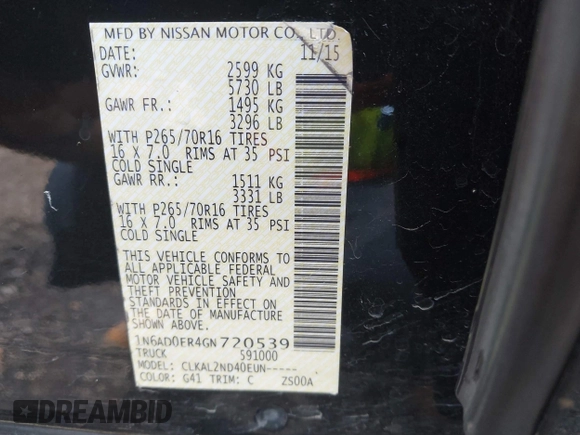 MFD BY NISSAN MOTOR CO., LTD.
DATE: 11/15
GVWR: 2599 KG
5730 LB
GAWR FR.: 1495 KG
3296 LB
WITH P265/70R16 TIRES
16 X 7.0 RIMS AT 35 PSI
COLD SINGLE
GAWR RR.: 1511 KG
3331 LB
WITH P265/70R16 TIRES
16 X 7.0 RIMS AT 35 PSI
COLD SINGLE
THIS VEHICLE CONFORMS TO
ALL APPLICABLE FEDERAL
MOTOR VEHICLE SAFETY AND
THEFT PREVENTION
STANDARDS IN EFFECT ON
THE DATE OF MANUFACTURE
SHOWN ABOVE.
1N6AD0ER4GN720539
TRUCK 591000
MODEL: CLKAL2ND40EUN-----
COLOR: G41 TRIM: C ZS00A
DREAMBID